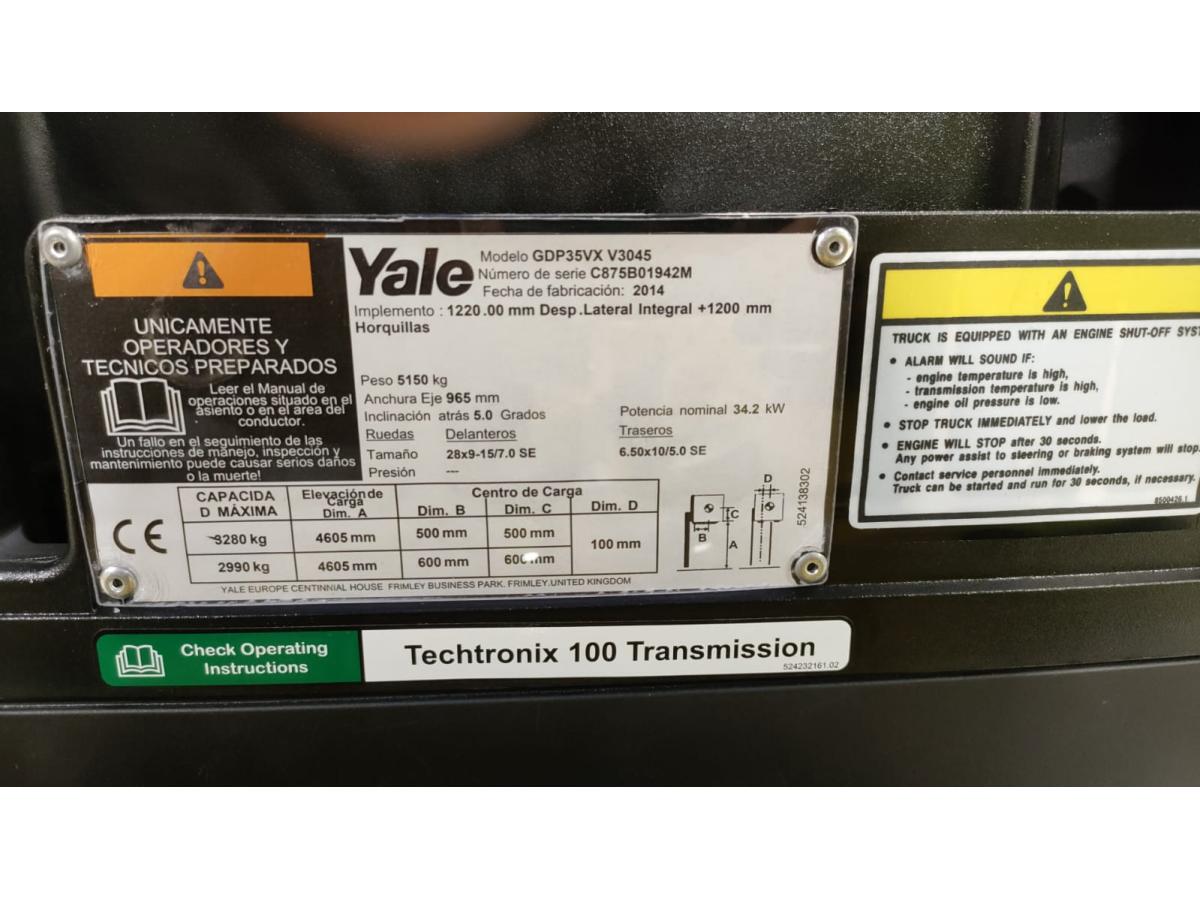 Yale
Modelo GDP35VX V3045
Número de serie C875B01942M
Fecha de fabricación: 2014
Implemento : 1220.00 mm Desp.Lateral Integral +1200 mm
Horquillas
UNICAMENTE
OPERADORES Y
TECNICOS PREPARADOS
Leer el Manual de
operaciones situado en el
asiento o en el area del
conductor.
Un fallo en el seguimiento de las
instrucciones de manejo, inspección y
mantenimiento puede causar serios daños
o la muerte!
Peso 5150 kg
Anchura Eje 965 mm
Inclinación atrás 5.0 Grados
Potencia nominal 34.2 kW
Ruedas Delanteros Traseros
Tamaño 28x9-15/7.0 SE 6.50x10/5.0 SE
Presión ---
CAPACIDA D MÁXIMA Elevación de Carga Dim. A Centro de Carga Dim. B Dim. C Dim. D
3280 kg 4605 mm 500 mm 500 mm 100 mm
2990 kg 4605 mm 600 mm 600 mm
D
C
B
A
524138302
CE
YALE EUROPE CENTINNIAL HOUSE FRIMLEY BUSINESS PARK. FRIMLEY.UNITED KINGDOM
Check Operating
Instructions
Techtronix 100 Transmission
524232161.02
TRUCK IS EQUIPPED WITH AN ENGINE SHUT-OFF SYST
• ALARM WILL SOUND IF:
- engine temperature is high,
- transmission temperature is high,
- engine oil pressure is low.
• STOP TRUCK IMMEDIATELY and lower the load.
• ENGINE WILL STOP after 30 seconds.
Any power assist to steering or braking system will stop.
• Contact service personnel immediately.
Truck can be started and run for 30 seconds, if necessary.
8500426.1